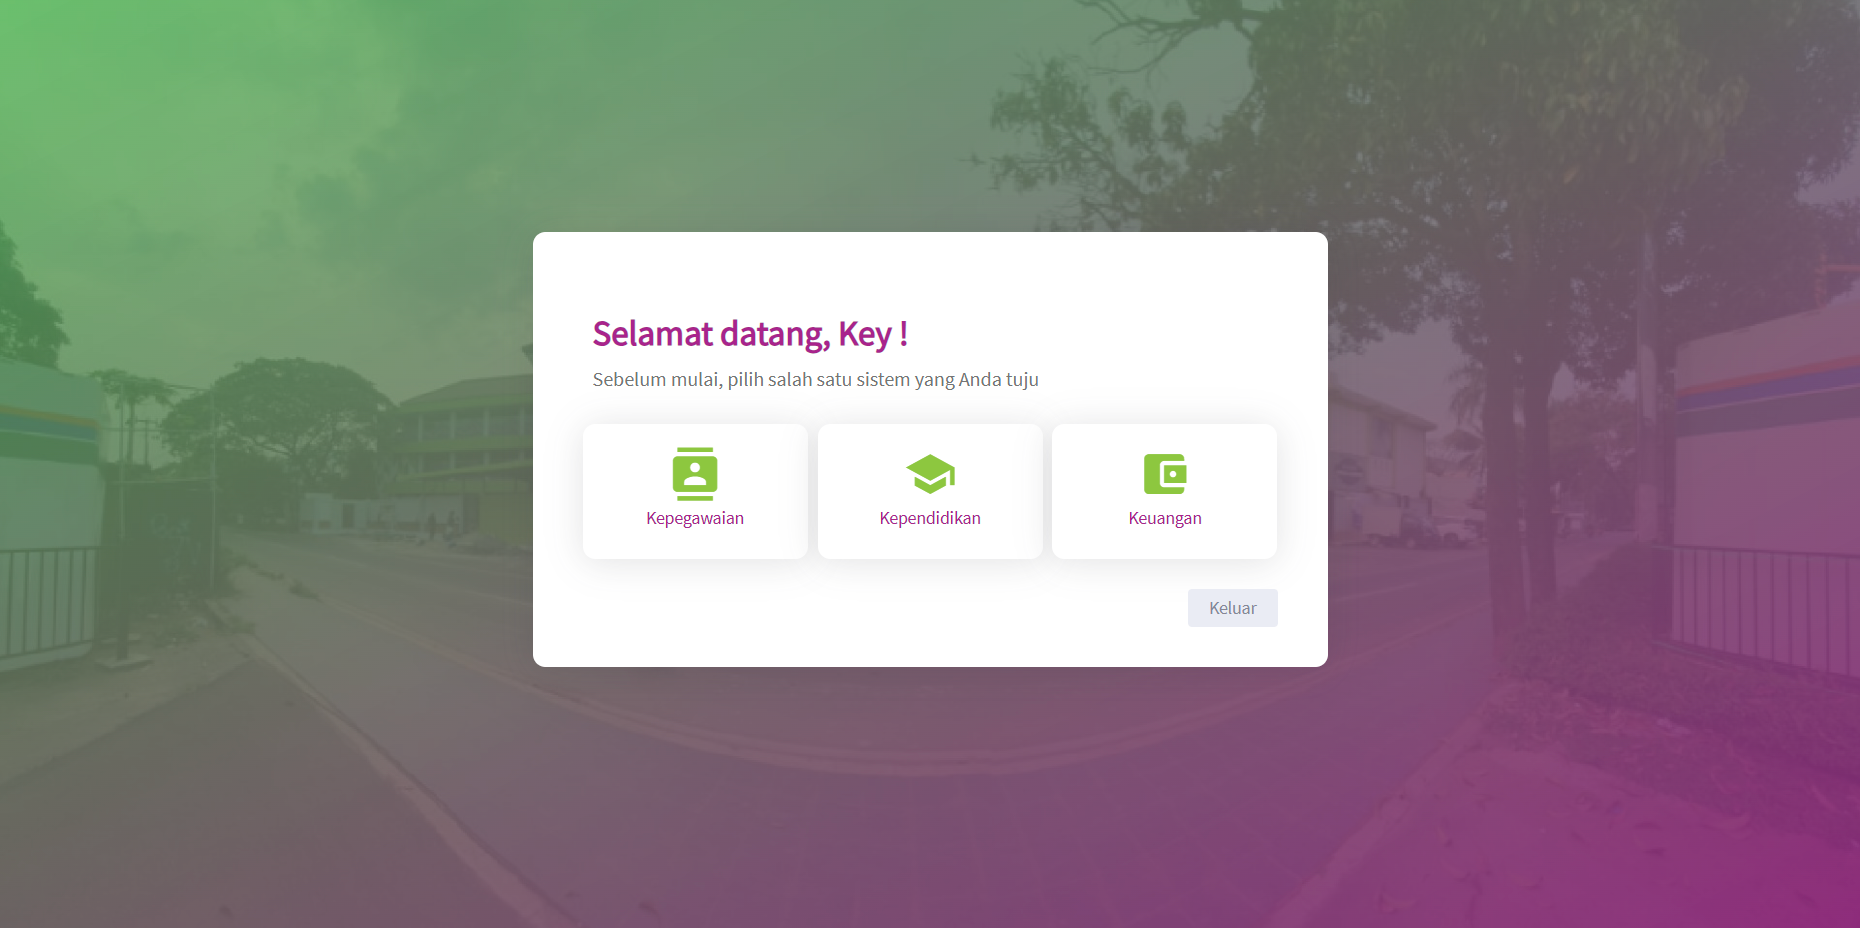 Selamat datang, Key !
Sebelum mulai, pilih salah satu sistem yang Anda tuju
Kepegawaian
Kependidikan
Keuangan
Keluar